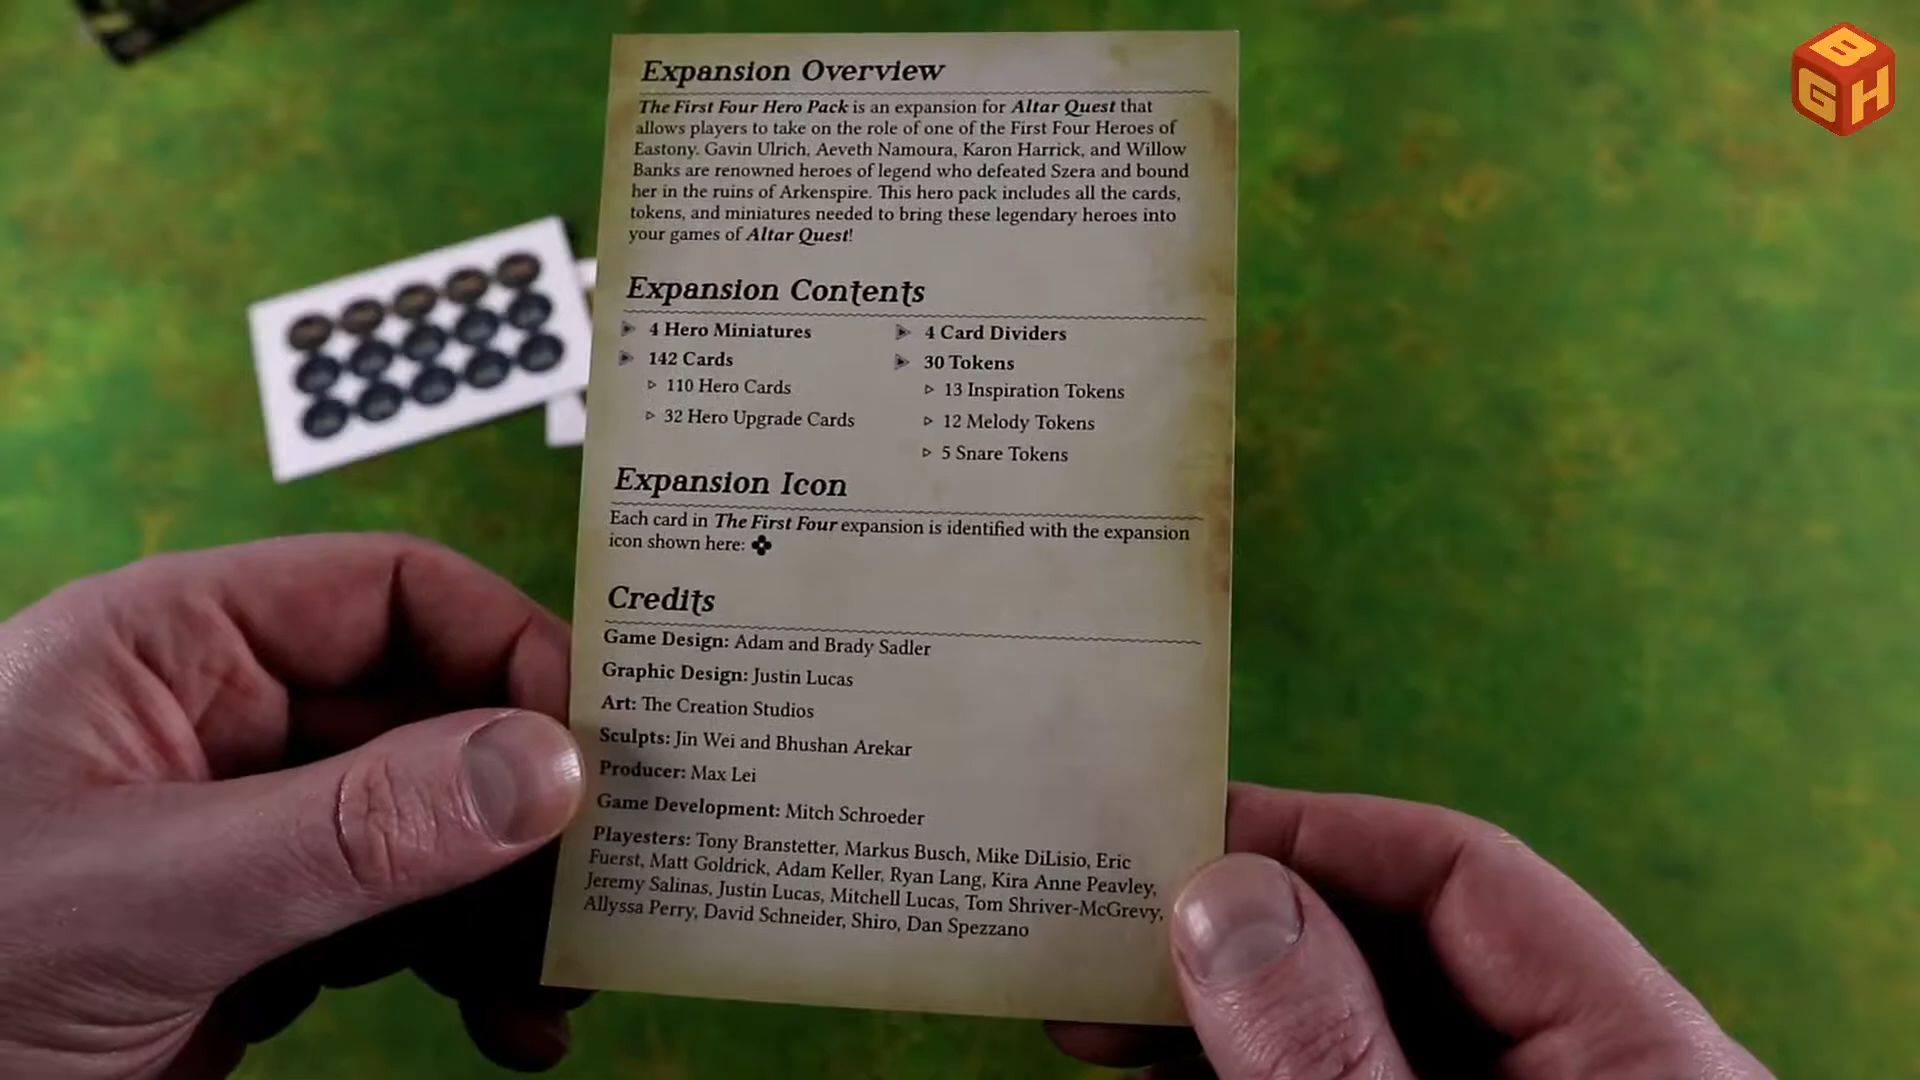 Expansion Overview
The First Four Hero Pack is an expansion for Altar Quest that
allows players to take on the role of one of the First Four Heroes of
Eastony. Gavin Ulrich, Aeveth Namoura, Karon Harrick, and Willow
Banks are renowned heroes of legend who defeated Szera and bound
her in the ruins of Arkenspire. This hero pack includes all the cards,
tokens, and miniatures needed to bring these legendary heroes into
your games of Altar Quest!
Expansion Contents
4 Hero Miniatures
142 Cards
110 Hero Cards
32 Hero Upgrade Cards
4 Card Dividers
30 Tokens
13 Inspiration Tokens
12 Melody Tokens
5 Snare Tokens
Expansion Icon
Each card in The First Four expansion is identified with the expansion
icon shown here:
Credits
Game Design: Adam and Brady Sadler
Graphic Design: Justin Lucas
Art: The Creation Studios
Sculpts: Jin Wei and Bhushan Arekar
Producer: Max Lei
Game Development: Mitch Schroeder
Playesters: Tony Branstetter, Markus Busch, Mike DiLisio, Eric
Fuerst, Matt Goldrick, Adam Keller, Ryan Lang, Kira Anne Peavley,
Jeremy Salinas, Justin Lucas, Mitchell Lucas, Tom Shriver-McGrevy,
Allyssa Perry, David Schneider, Shiro, Dan Spezzano
B
G H